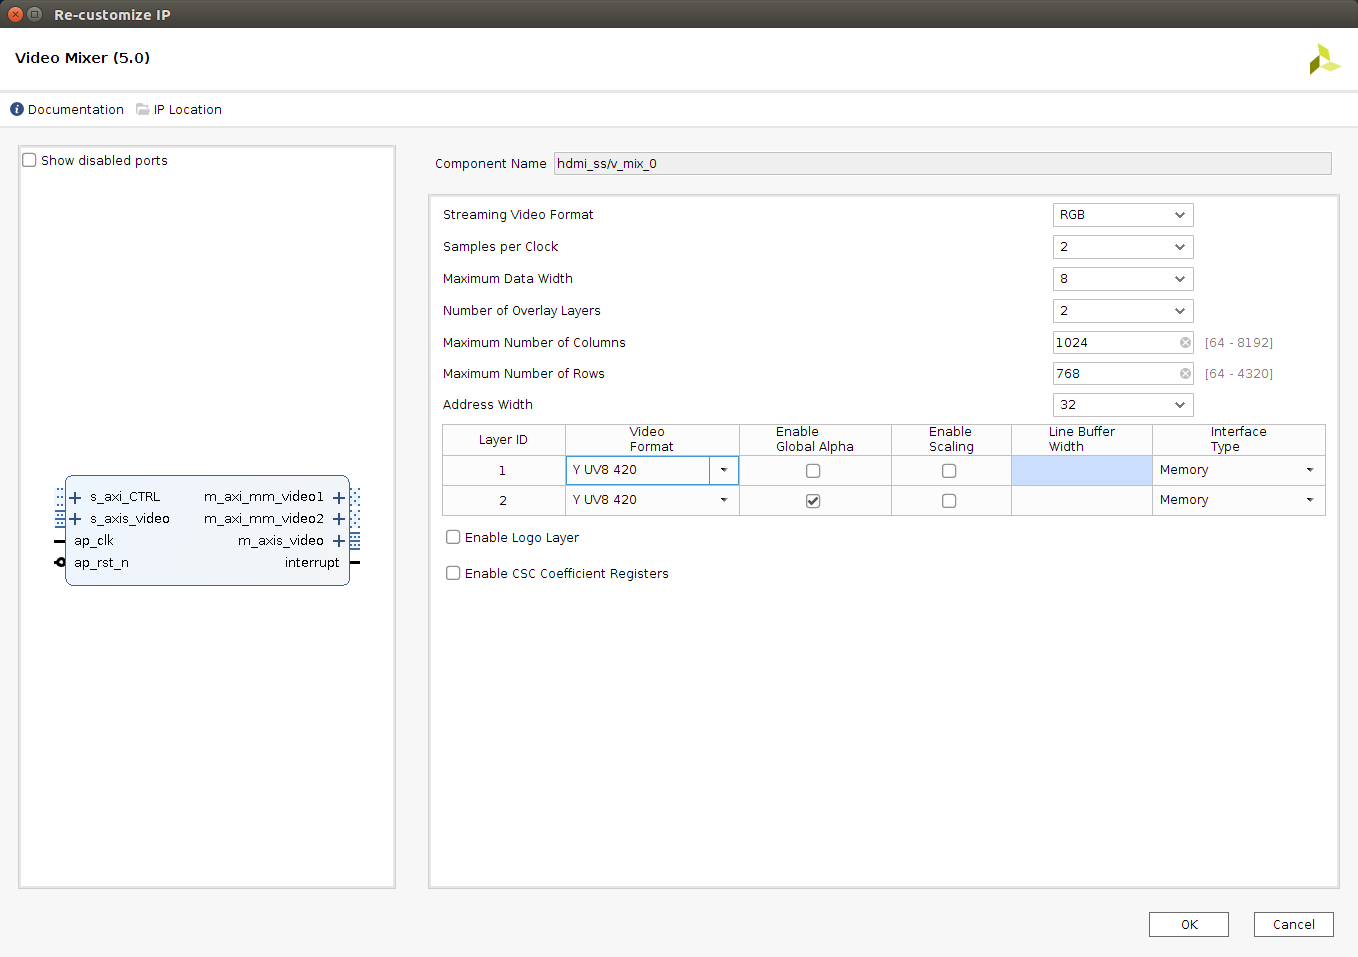 Re-customize IP
Video Mixer (5.0)
Documentation IP Location
Show disabled ports
s_axi_CTRL m_axi_mm_video1
s_axis_video m_axi_mm_video2
ap_clk m_axis_video
ap_rst_n interrupt
Component Name hdmi_ss/v_mix_0
Streaming Video Format RGB
Samples per Clock 2
Maximum Data Width 8
Number of Overlay Layers 2
Maximum Number of Columns 1024 [64 - 8192]
Maximum Number of Rows 768 [64 - 4320]
Address Width 32
Layer ID Video Format Enable Global Alpha Enable Scaling Line Buffer Width Interface Type
1 Y UV8 420 Memory
2 Y UV8 420 Memory
Enable Logo Layer
Enable CSC Coefficient Registers
OK Cancel